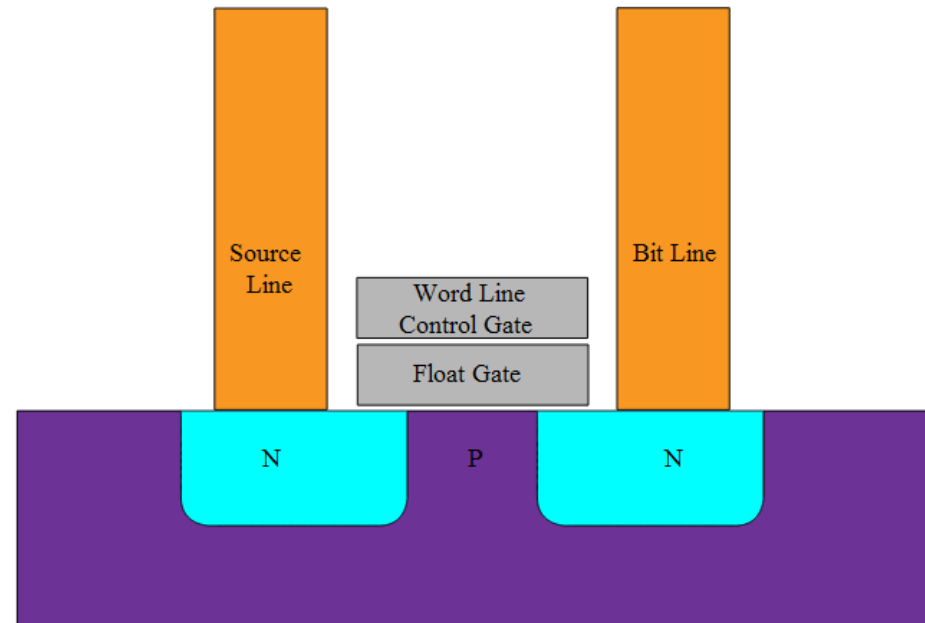 Source
Line
Word Line
Control Gate
Bit Line
Float Gate
N
P
N